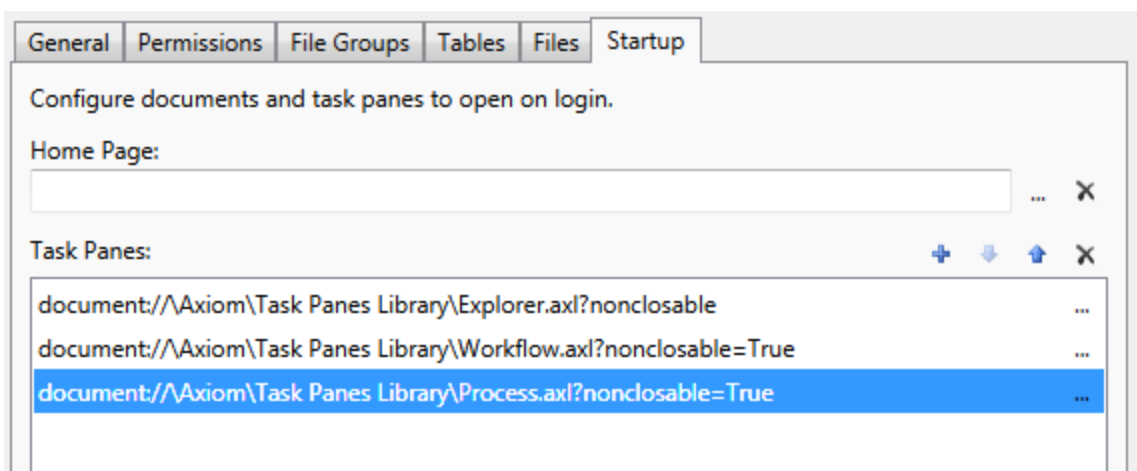 General Permissions File Groups Tables Files Startup
Configure documents and task panes to open on login.
Home Page:
...
Task Panes:
document://\Axiom\Task Panes Library\Explorer.axl?nonclosable ...
document://\Axiom\Task Panes Library\Workflow.axl?nonclosable=True ...
document://\Axiom\Task Panes Library\Process.axl?nonclosable=True ...